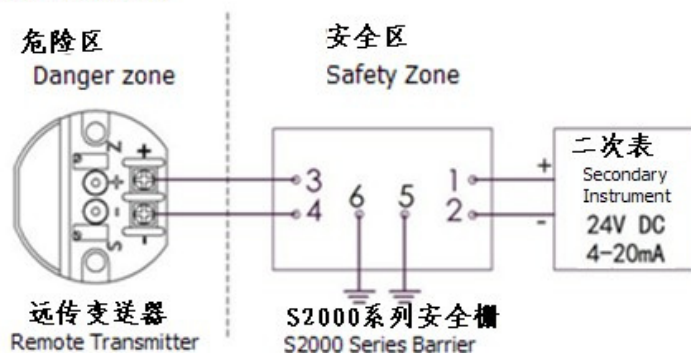 危险区
Danger zone
安全区
Safety Zone
Z
+
-
S
3
4
6
5
1
2
+
-
二次表
Secondary
Instrument
24V DC
4-20mA
远传变送器
Remote Transmitter
S2000系列安全栅
S2000 Series Barrier